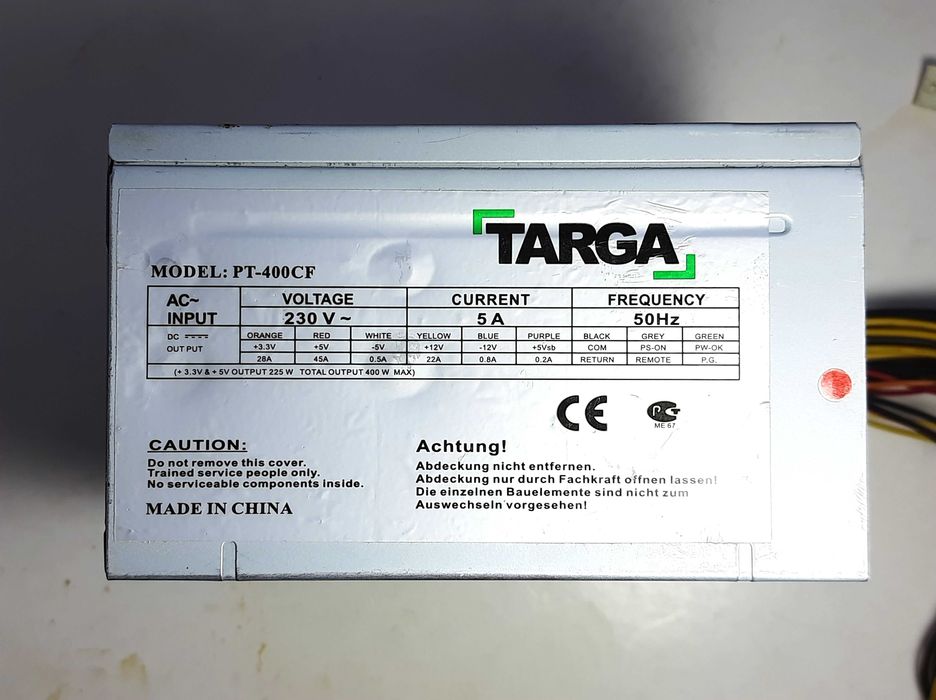 TARGA
MODEL: PT-400CF
AC~ INPUT VOLTAGE CURRENT FREQUENCY
230 V ~ 5 A 50Hz
DC OUT PUT ORANGE RED WHITE YELLOW BLUE PURPLE BLACK GREY GREEN
+3.3V +5V -5V +12V -12V +5Vsb COM PS-ON PW-OK
28A 45A 0.5A 22A 0.8A 0.2A RETURN REMOTE P.G.
(+ 3.3V & + 5V OUTPUT 225 W TOTAL OUTPUT 400 W MAX)
CE PCT
ME 67
CAUTION:
Do not remove this cover.
Trained service people only.
No serviceable components inside.
MADE IN CHINA
Achtung!
Abdeckung nicht entfernen.
Abdeckung nur durch Fachkraft offnen lassen!
Die einzelnen Bauelemente sind nicht zum
Auswechseln vorgesehen!